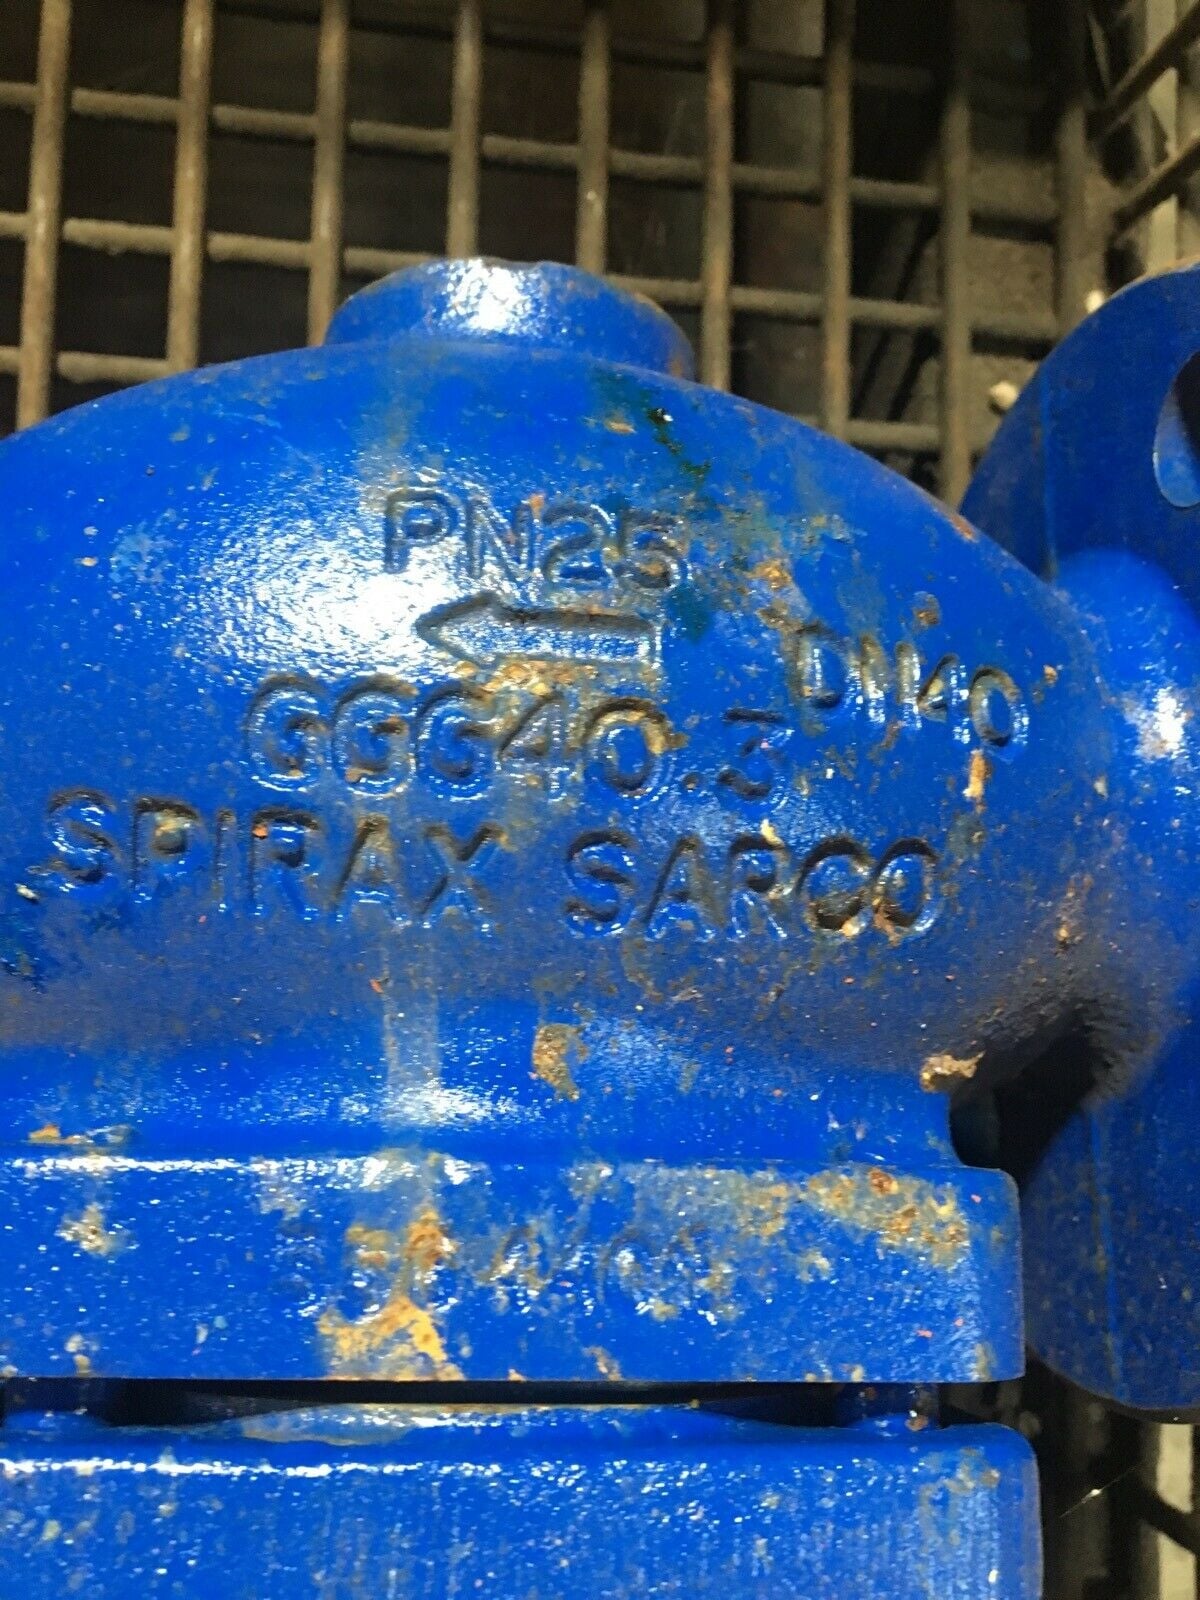 PN25
DN40
GGG40.3
SPIRAX SARCO